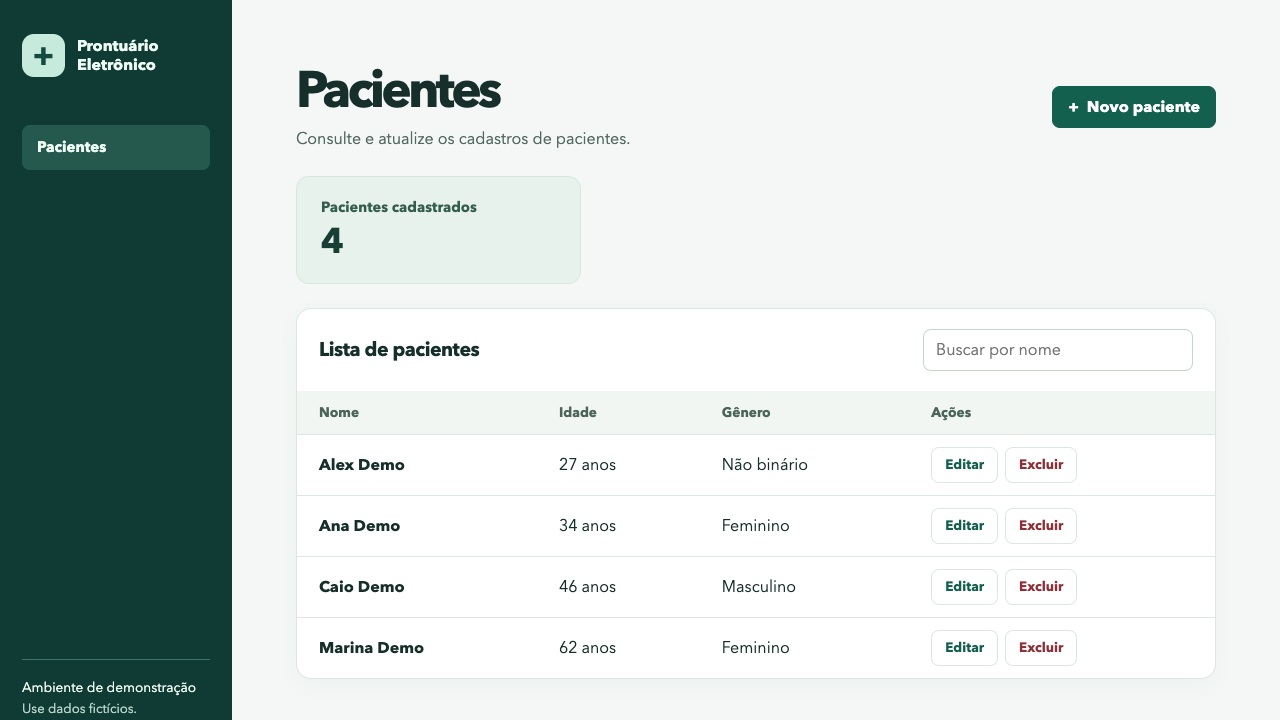 Prontuário
Eletrônico
Pacientes
Ambiente de demonstração
Use dados fictícios.
Pacientes
Consulte e atualize os cadastros de pacientes.
+ Novo paciente
Pacientes cadastrados
4
Lista de pacientes
Buscar por nome
Nome Idade Gênero Ações
Alex Demo 27 anos Não binário Editar Excluir
Ana Demo 34 anos Feminino Editar Excluir
Caio Demo 46 anos Masculino Editar Excluir
Marina Demo 62 anos Feminino Editar Excluir